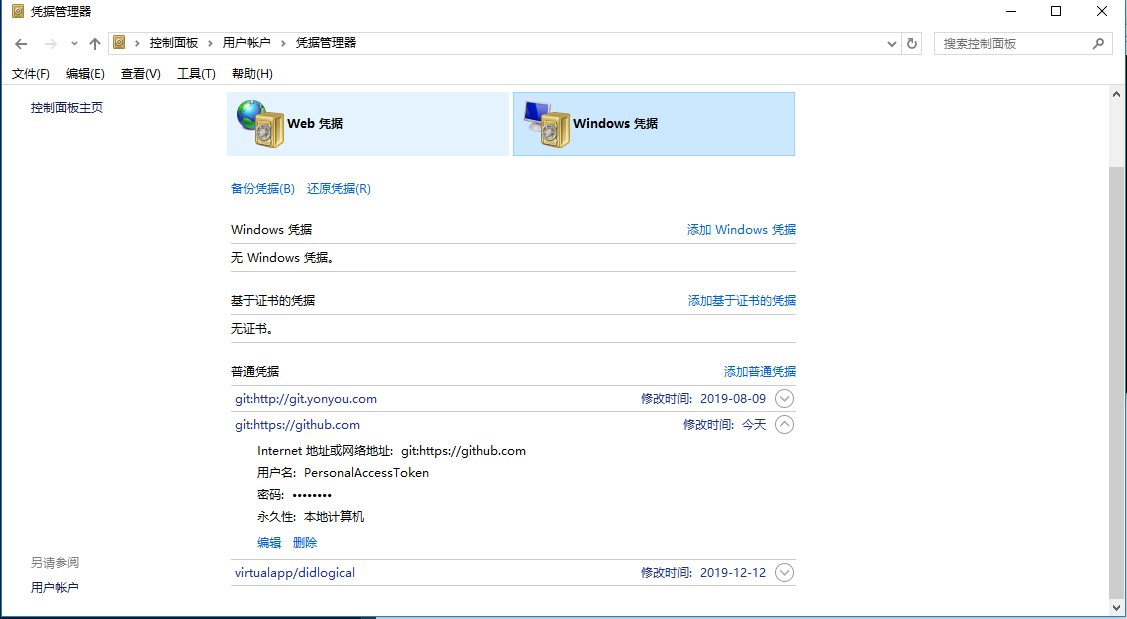 凭据管理器
控制面板 › 用户帐户 › 凭据管理器
搜索控制面板
文件(F) 编辑(E) 查看(V) 工具(T) 帮助(H)
控制面板主页
Web 凭据
Windows 凭据
备份凭据(B) 还原凭据(R)
Windows 凭据 添加 Windows 凭据
无 Windows 凭据。
基于证书的凭据 添加基于证书的凭据
无证书。
普通凭据 添加普通凭据
git:http://git.yonyou.com 修改时间: 2019-08-09
git:https://github.com 修改时间: 今天
Internet 地址或网络地址: git:https://github.com
用户名: PersonalAccessToken
密码: ••••••••
永久性: 本地计算机
编辑 删除
virtualapp/didlogical 修改时间: 2019-12-12
另请参阅
用户帐户